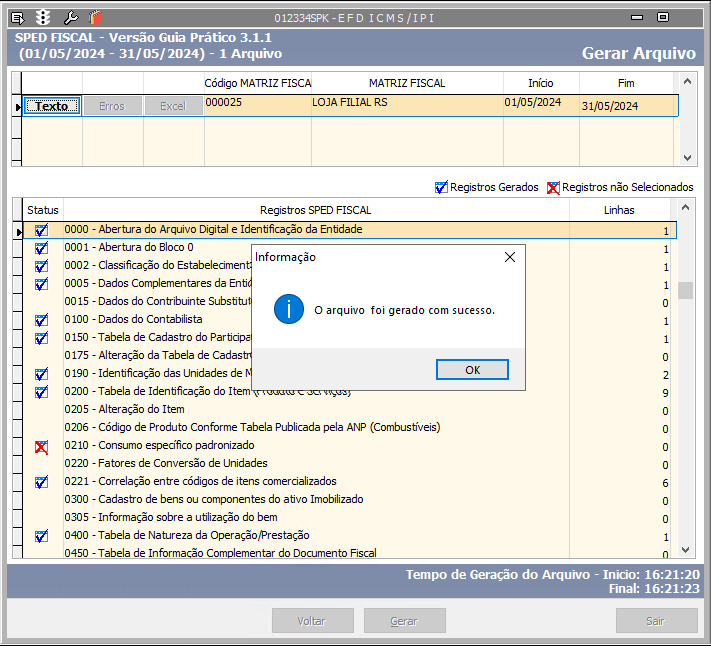 012334SPK - E F D I C M S / I P I
SPED FISCAL - Versão Guia Prático 3.1.1
(01/05/2024 - 31/05/2024) - 1 Arquivo
Gerar Arquivo
Código MATRIZ FISCA MATRIZ FISCAL Início Fim
Texto Erros Excel 000025 LOJA FILIAL RS 01/05/2024 31/05/2024
Registros Gerados Registros não Selecionados
Status Registros SPED FISCAL Linhas
0000 - Abertura do Arquivo Digital e Identificação da Entidade 1
0001 - Abertura do Bloco 0 1
0002 - Classificação do Estabeleciment 1
0005 - Dados Complementares da Enti 1
0015 - Dados do Contribuinte Substitut 0
0100 - Dados do Contabilista 1
0150 - Tabela de Cadastro do Participa 1
0175 - Alteração da Tabela de Cadastr 0
0190 - Identificação das Unidades de M 2
0200 - Tabela de Identificação do Item (Produto e Serviços) 9
0205 - Alteração do Item 0
0206 - Código de Produto Conforme Tabela Publicada pela ANP (Combustíveis) 0
0210 - Consumo específico padronizado 0
0220 - Fatores de Conversão de Unidades 0
0221 - Correlação entre códigos de itens comercializados 6
0300 - Cadastro de bens ou componentes do ativo Imobilizado 0
0305 - Informação sobre a utilização do bem 0
0400 - Tabela de Natureza da Operação/Prestação 1
0450 - Tabela de Informação Complementar do Documento Fiscal 0
Informação
O arquivo foi gerado com sucesso.
OK
Tempo de Geração do Arquivo - Inicio: 16:21:20
Final: 16:21:23
Voltar Gerar Sair